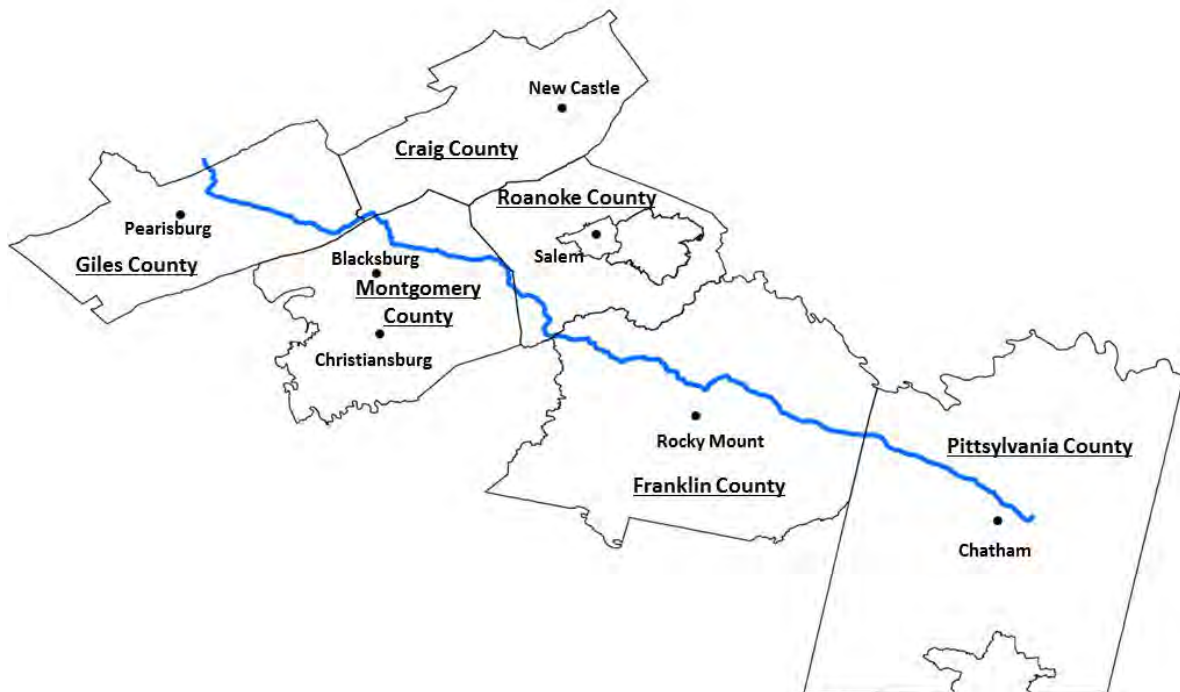 New Castle
Craig County
Roanoke County
Pearisburg
Salem
Giles County
Blacksburg
Montgomery
County
Christiansburg
Rocky Mount
Pittsylvania County
Franklin County
Chatham